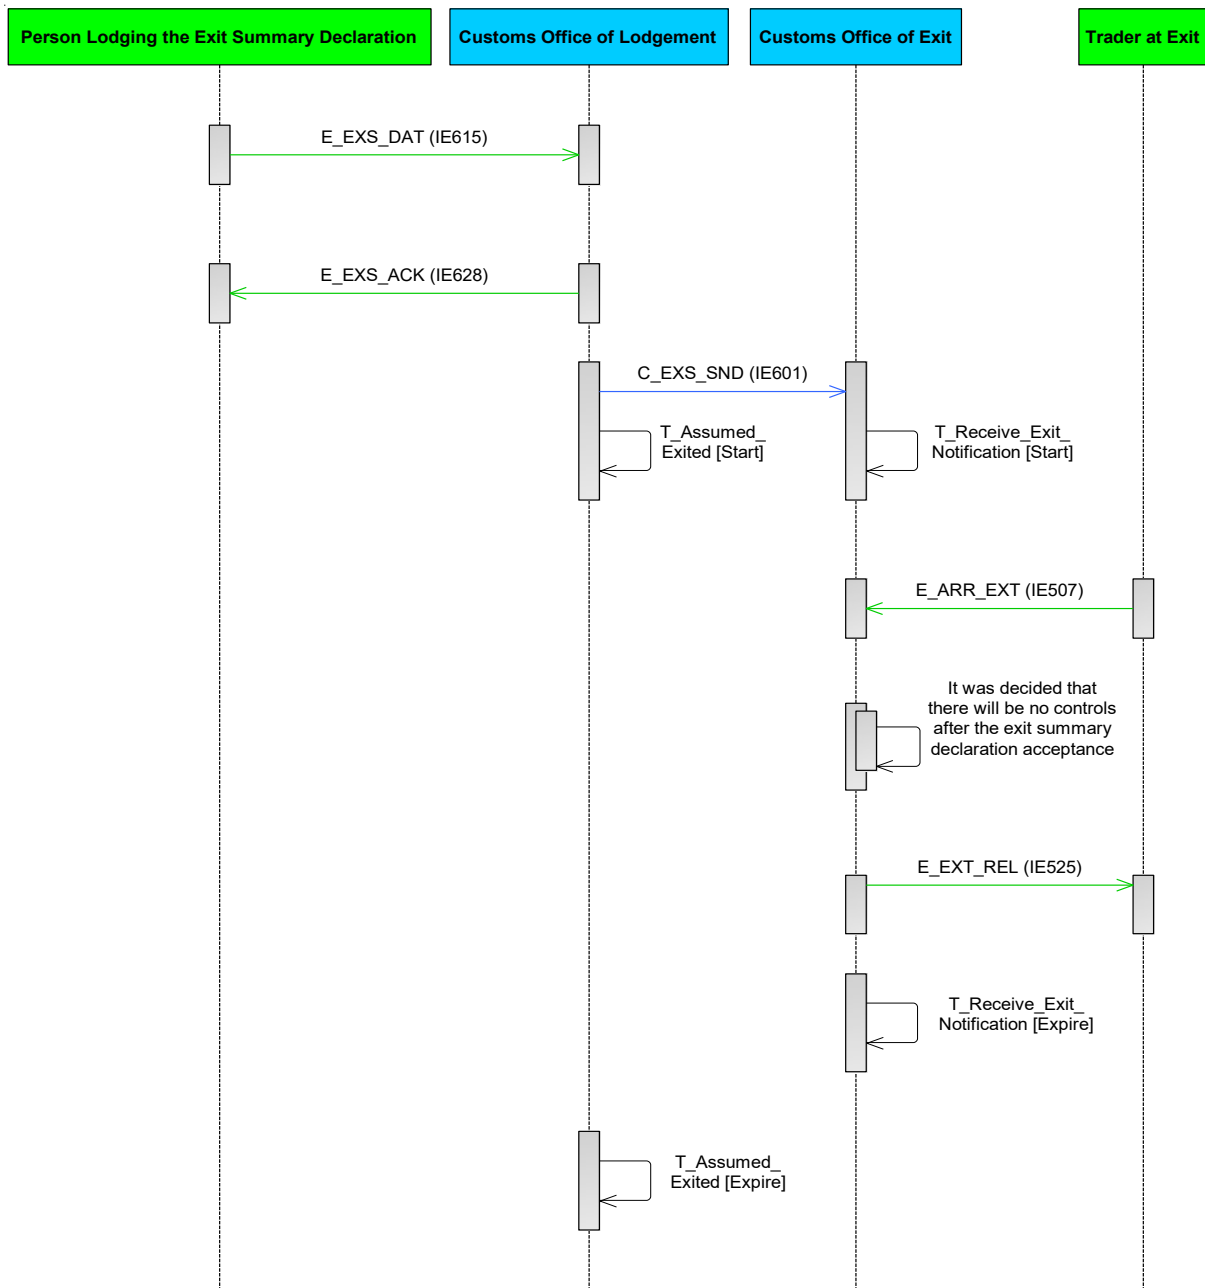 Person Lodging the Exit Summary Declaration
Customs Office of Lodgement
Customs Office of Exit
Trader at Exit
E_EXS_DAT (IE615)
E_EXS_ACK (IE628)
C_EXS_SND (IE601)
T_Assumed_
Exited [Start]
T_Receive_Exit_
Notification [Start]
E_ARR_EXT (IE507)
It was decided that
there will be no controls
after the exit summary
declaration acceptance
E_EXT_REL (IE525)
T_Receive_Exit_
Notification [Expire]
T_Assumed_
Exited [Expire]